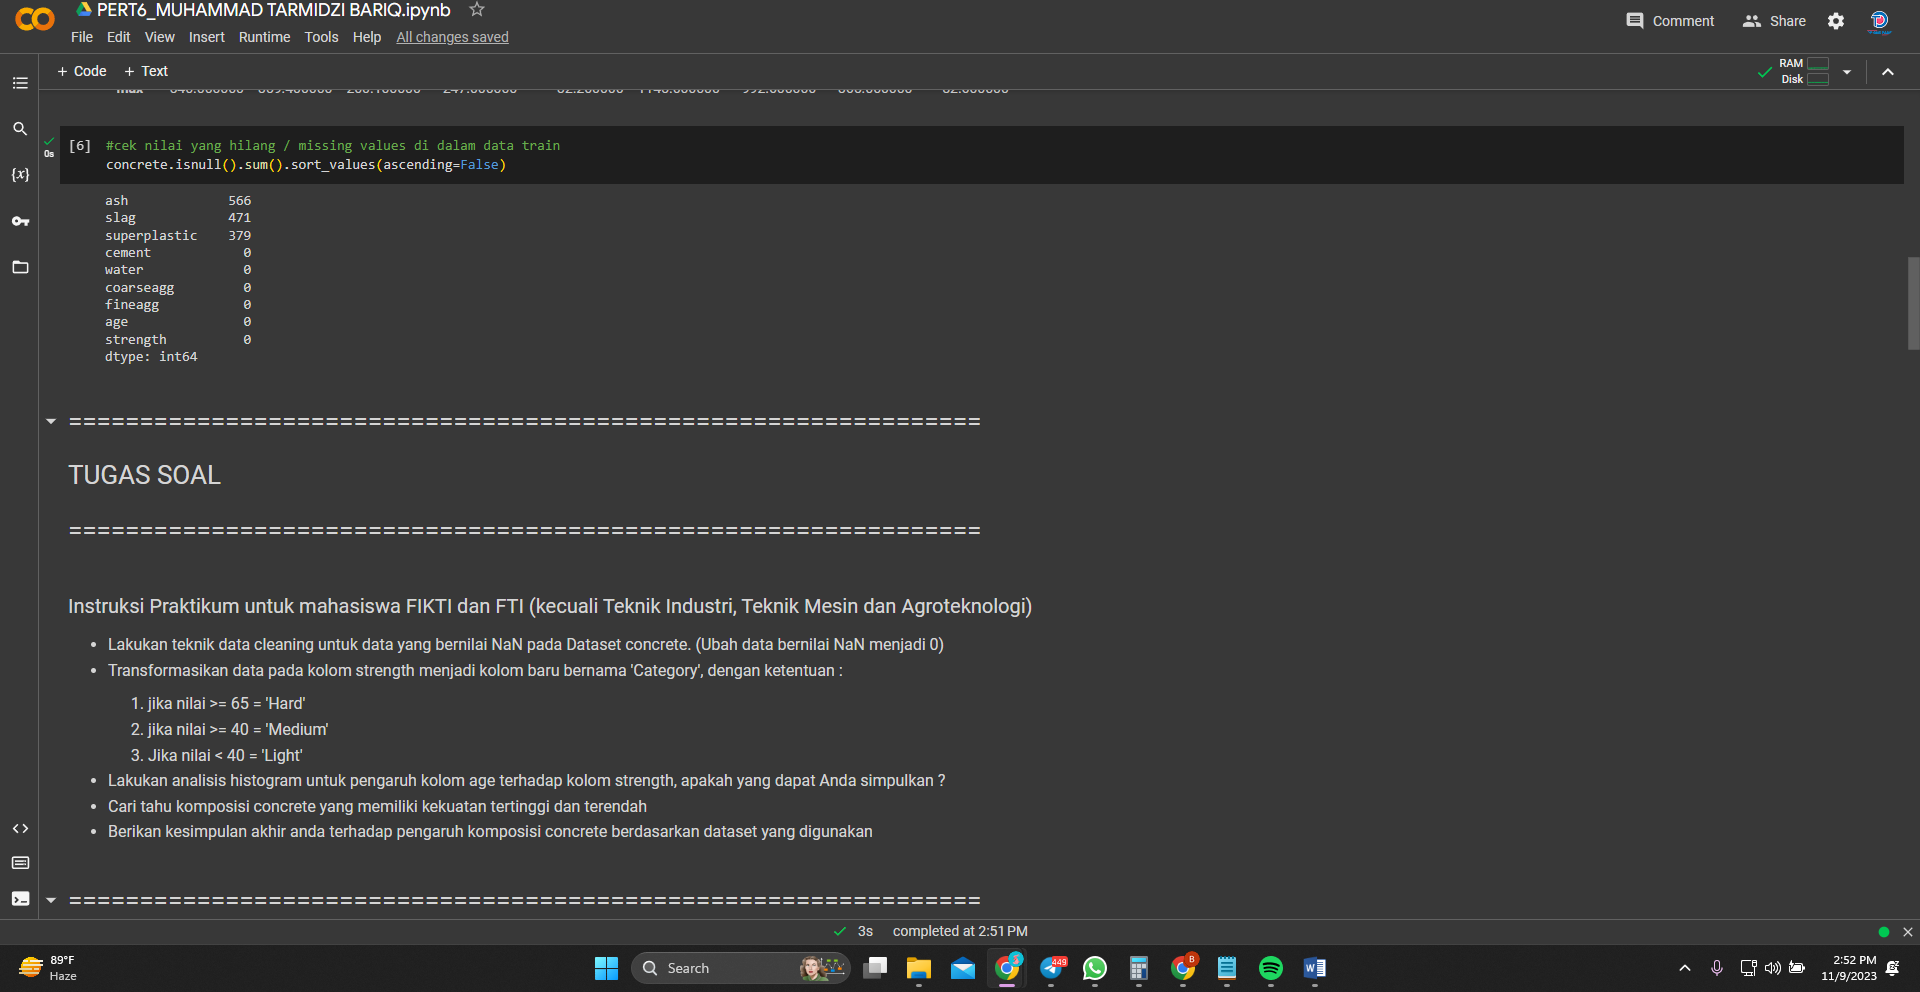 PERT6_MUHAMMAD TARMIDZI BARIQ.ipynb
File Edit View Insert Runtime Tools Help All changes saved
Comment Share
+ Code + Text
RAM
Disk
[6] #cek nilai yang hilang / missing values di dalam data train
0s
concrete.isnull().sum().sort_values(ascending=False)
ash 566
slag 471
superplastic 379
cement 0
water 0
coarseagg 0
fineagg 0
age 0
strength 0
dtype: int64
================================================================
TUGAS SOAL
================================================================
Instruksi Praktikum untuk mahasiswa FIKTI dan FTI (kecuali Teknik Industri, Teknik Mesin dan Agroteknologi)
• Lakukan teknik data cleaning untuk data yang bernilai NaN pada Dataset concrete. (Ubah data bernilai NaN menjadi 0)
• Transformasikan data pada kolom strength menjadi kolom baru bernama 'Category', dengan ketentuan :
1. jika nilai >= 65 = 'Hard'
2. jika nilai >= 40 = 'Medium'
3. Jika nilai < 40 = 'Light'
• Lakukan analisis histogram untuk pengaruh kolom age terhadap kolom strength, apakah yang dapat Anda simpulkan ?
• Cari tahu komposisi concrete yang memiliki kekuatan tertinggi dan terendah
• Berikan kesimpulan akhir anda terhadap pengaruh komposisi concrete berdasarkan dataset yang digunakan
================================================================
3s completed at 2:51 PM
89°F
Haze
Search
449
B
2:52 PM
11/9/2023